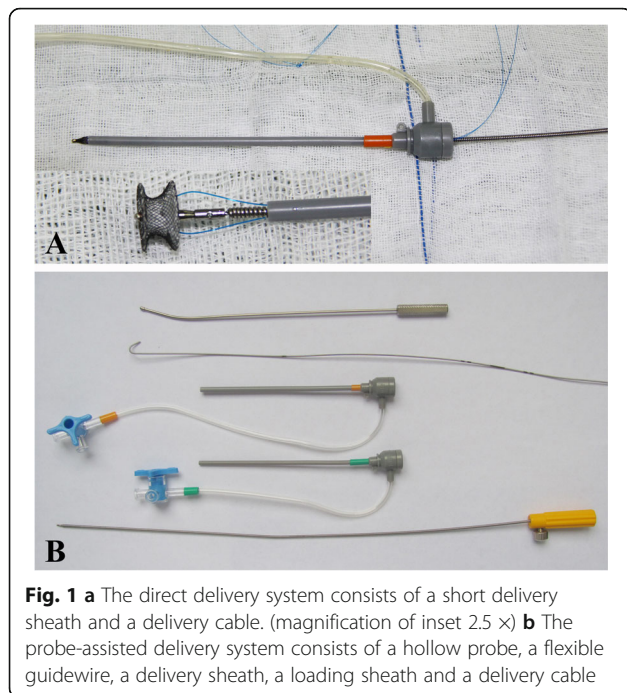 A
B
Fig. 1 a The direct delivery system consists of a short delivery
sheath and a delivery cable. (magnification of inset 2.5 ×) b The
probe-assisted delivery system consists of a hollow probe, a flexible
guidewire, a delivery sheath, a loading sheath and a delivery cable